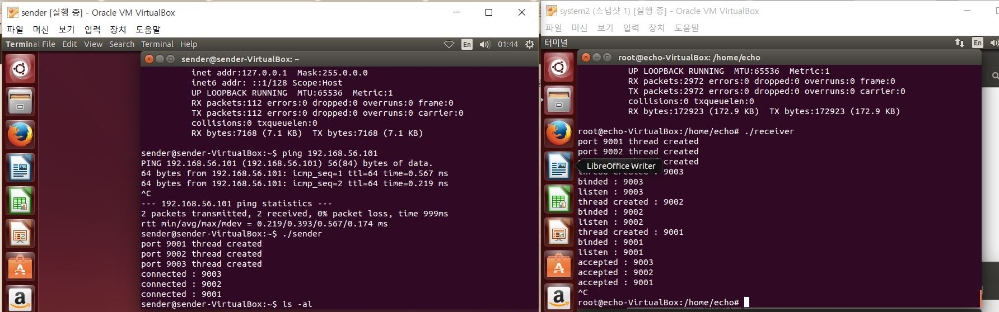 sender [실행 중] - Oracle VM VirtualBox
파일 머신 보기 입력 장치 도움말
Terminal File Edit View Search Terminal Help En 01:44
sender@sender-VirtualBox: ~
inet addr:127.0.0.1  Mask:255.0.0.0
inet6 addr: ::1/128 Scope:Host
UP LOOPBACK RUNNING  MTU:65536  Metric:1
RX packets:112 errors:0 dropped:0 overruns:0 frame:0
TX packets:112 errors:0 dropped:0 overruns:0 carrier:0
collisions:0 txqueuelen:0
RX bytes:7168 (7.1 KB)  TX bytes:7168 (7.1 KB)
sender@sender-VirtualBox:~$ ping 192.168.56.101
PING 192.168.56.101 (192.168.56.101) 56(84) bytes of data.
64 bytes from 192.168.56.101: icmp_seq=1 ttl=64 time=0.567 ms
64 bytes from 192.168.56.101: icmp_seq=2 ttl=64 time=0.219 ms
^C
--- 192.168.56.101 ping statistics ---
2 packets transmitted, 2 received, 0% packet loss, time 999ms
rtt min/avg/max/mdev = 0.219/0.393/0.567/0.174 ms
sender@sender-VirtualBox:~$ ./sender
port 9001 thread created
port 9002 thread created
port 9003 thread created
connected : 9003
connected : 9002
connected : 9001
sender@sender-VirtualBox:~$ ls -al
system2 (스냅샷 1) [실행 중] - Oracle VM VirtualBox
파일 머신 보기 입력 장치 도움말
터미널 En
root@echo-VirtualBox: /home/echo
UP LOOPBACK RUNNING  MTU:65536  Metric:1
RX packets:2972 errors:0 dropped:0 overruns:0 frame:0
TX packets:2972 errors:0 dropped:0 overruns:0 carrier:0
collisions:0 txqueuelen:0
RX bytes:172923 (172.9 KB)  TX bytes:172923 (172.9 KB)
root@echo-VirtualBox:/home/echo# ./receiver
port 9001 thread created
port 9002 thread created
created
LibreOffice Writer
thread created : 9003
binded : 9003
listen : 9003
thread created : 9002
binded : 9002
listen : 9002
thread created : 9001
binded : 9001
listen : 9001
accepted : 9003
accepted : 9002
accepted : 9001
^C
root@echo-VirtualBox:/home/echo#